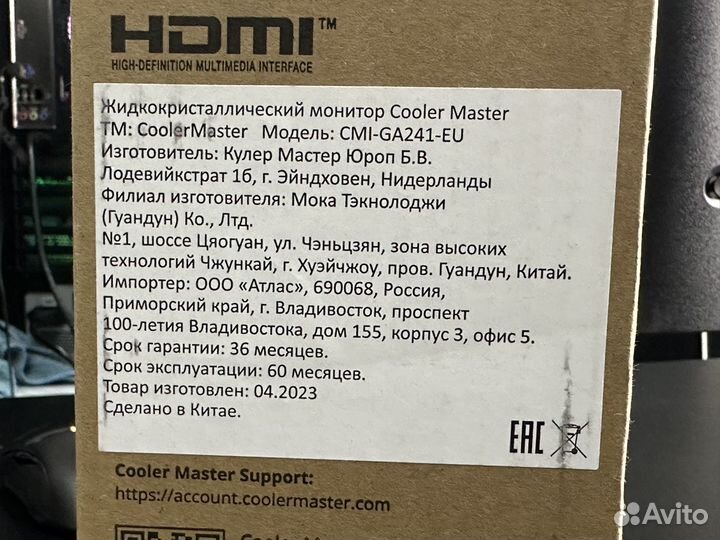 HDMI™
HIGH-DEFINITION MULTIMEDIA INTERFACE
Жидкокристаллический монитор Cooler Master
ТМ: CoolerMaster Модель: CMI-GA241-EU
Изготовитель: Кулер Мастер Юроп Б.В.
Лодевийкстрат 1б, г. Эйндховен, Нидерланды
Филиал изготовителя: Мока Тэкнолоджи
(Гуандун) Ко., Лтд.
№1, шоссе Цяогуан, ул. Чэньцзян, зона высоких
технологий Чжункай, г. Хуэйчжоу, пров. Гуандун, Китай.
Импортер: ООО «Атлас», 690068, Россия,
Приморский край, г. Владивосток, проспект
100-летия Владивостока, дом 155, корпус 3, офис 5.
Срок гарантии: 36 месяцев.
Срок эксплуатации: 60 месяцев.
Товар изготовлен: 04.2023
Сделано в Китае.
EAC
Cooler Master Support:
https://account.coolermaster.com
Avito